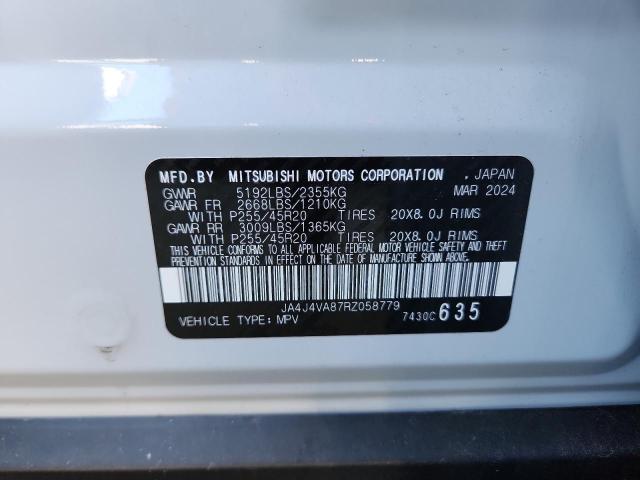 MFD.BY MITSUBISHI MOTORS CORPORATION . JAPAN
GVWR 5192LBS/2355KG MAR 2024
GAWR FR 2668LBS/1210KG
WITH P255/45R20 TIRES 20X8.0J RIMS
GAWR RR 3009LBS/1365KG
WITH P255/45R20 TIRES 20X8.0J RIMS
THIS VEHICLE CONFORMS TO ALL APPLICABLE FEDERAL MOTOR VEHICLE SAFETY AND THEFT
PREVENTION STANDARDS IN EFFECT ON THE DATE OF MANUFACTURE SHOWN ABOVE.
JA4J4VA87RZ058779
VEHICLE TYPE: MPV 7430C 635